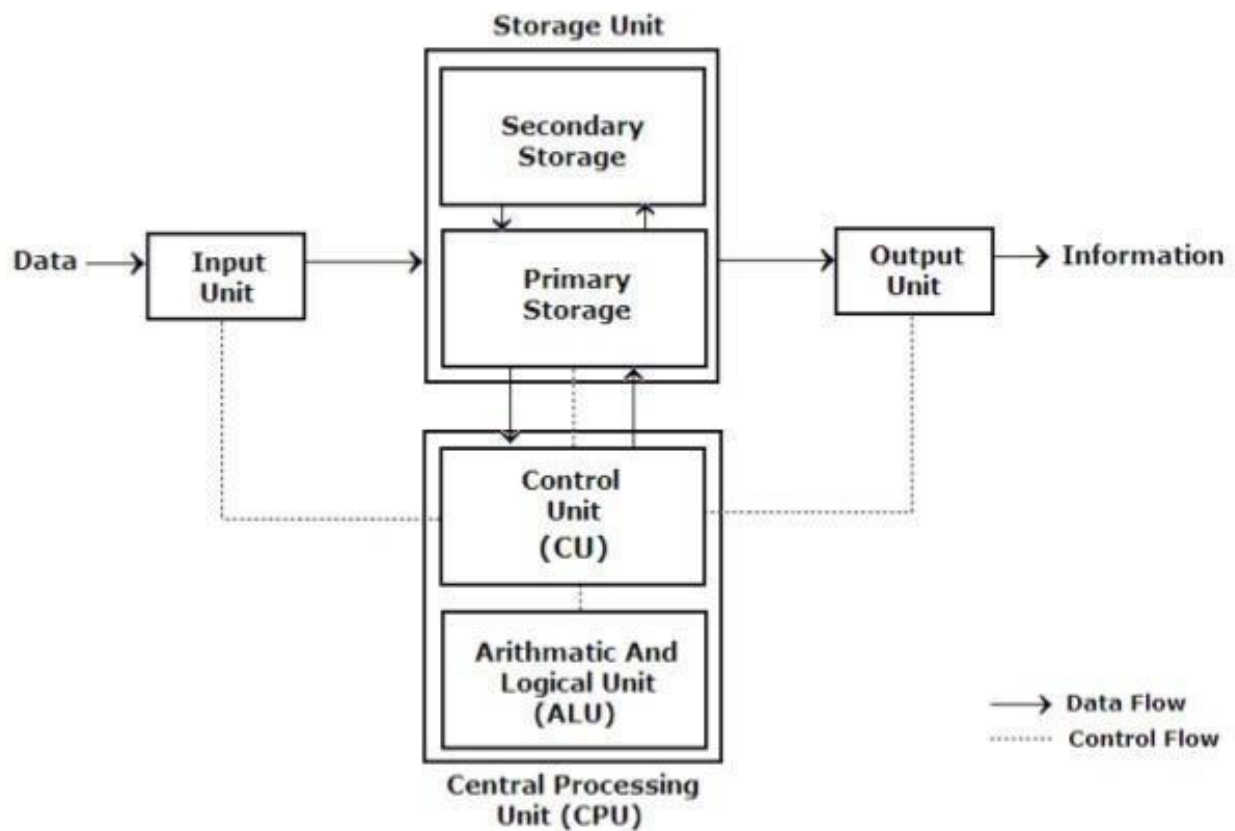 Storage Unit
Secondary
Storage
Data
Input
Unit
Primary
Storage
Output
Unit
Information
Control
Unit
(CU)
Arithmatic And
Logical Unit
(ALU)
Data Flow
Control Flow
Central Processing
Unit (CPU)